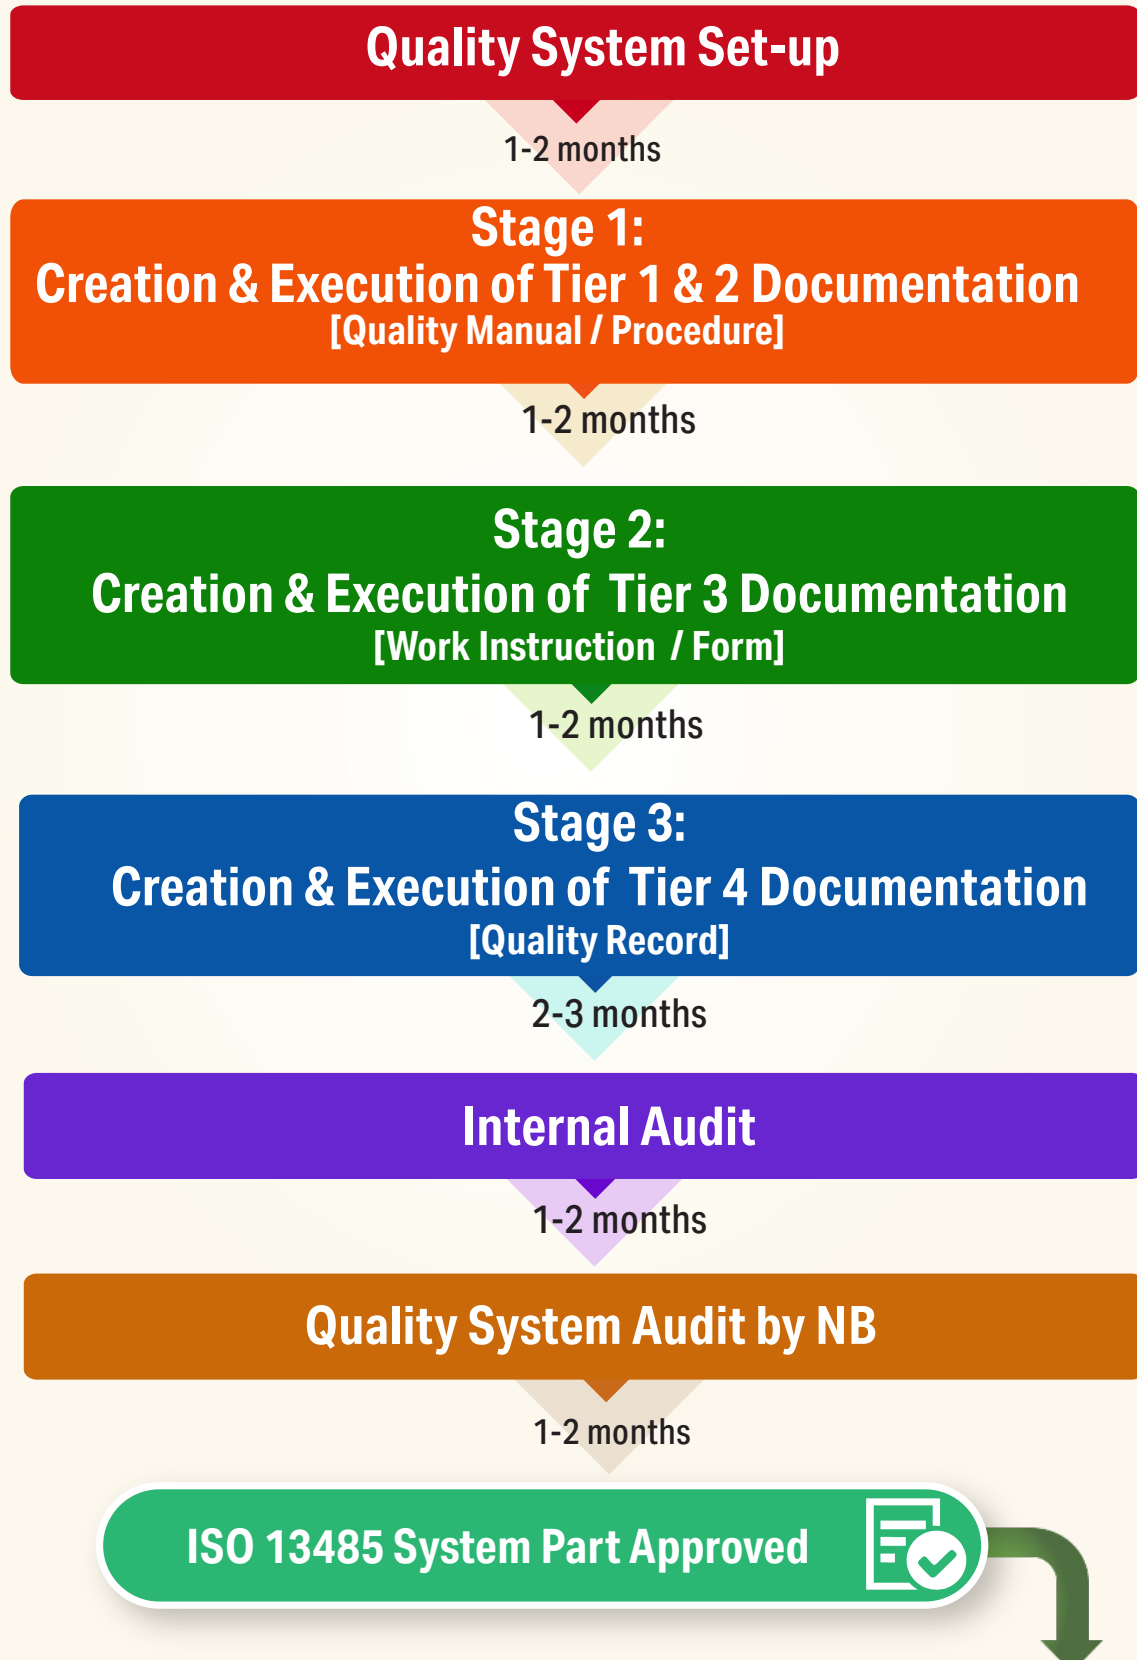 Quality System Set-up
1-2 months
Stage 1:
Creation & Execution of Tier 1 & 2 Documentation
[Quality Manual / Procedure]
1-2 months
Stage 2:
Creation & Execution of Tier 3 Documentation
[Work Instruction / Form]
1-2 months
Stage 3:
Creation & Execution of Tier 4 Documentation
[Quality Record]
2-3 months
Internal Audit
1-2 months
Quality System Audit by NB
1-2 months
ISO 13485 System Part Approved